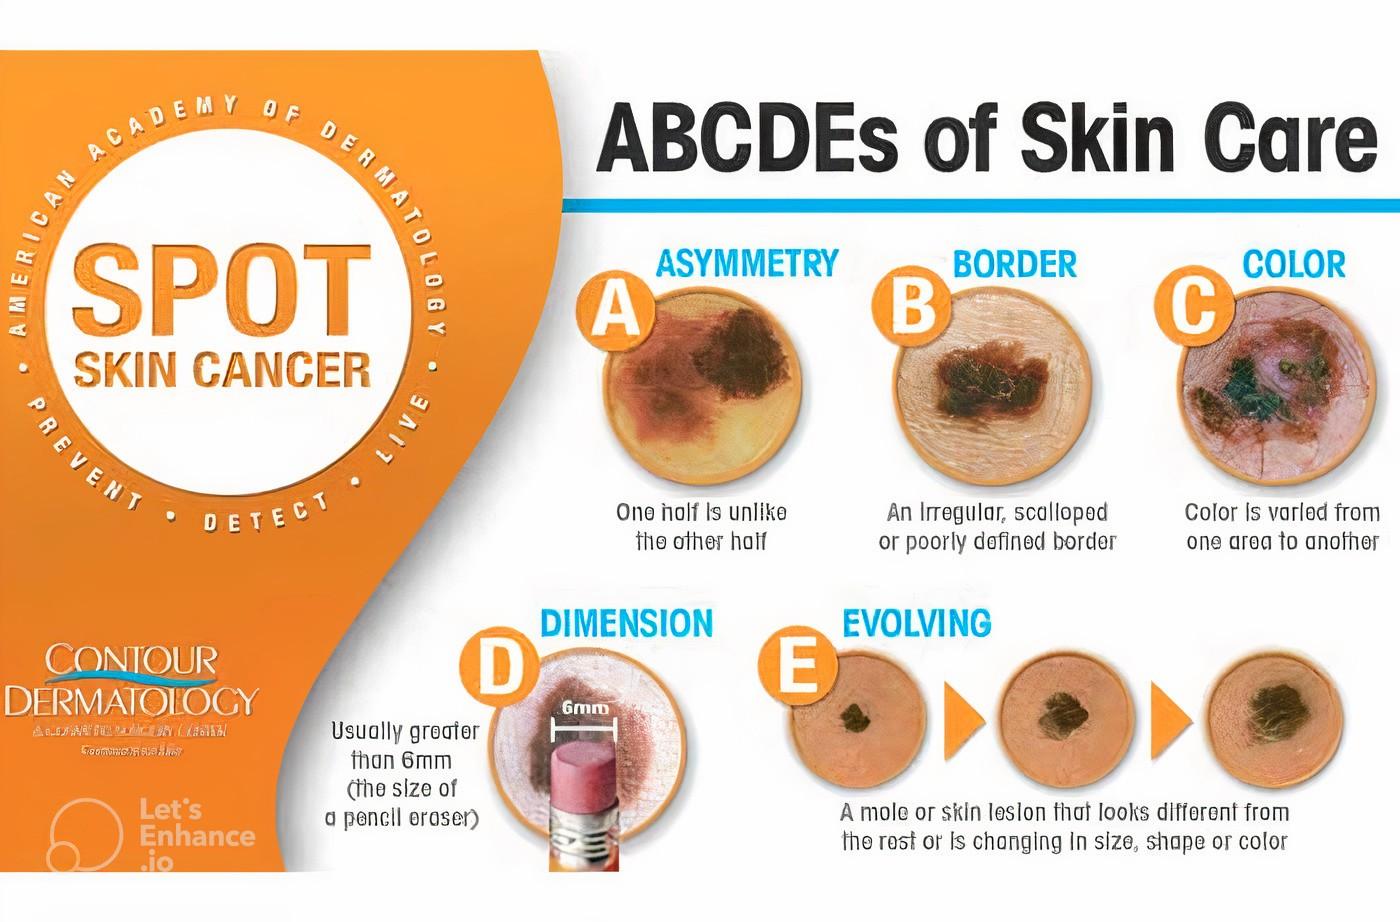 AMERICAN ACADEMY OF DERMATOLOGY
SPOT
SKIN CANCER
PREVENT • DETECT • LIVE
CONTOUR
DERMATOLOGY
Let's
Enhance
.io
ABCDEs of Skin Care
ASYMMETRY
A
One half is unlike
the other half
BORDER
B
An irregular, scalloped
or poorly defined border
COLOR
C
Color is varied from
one area to another
DIMENSION
D
6mm
Usually greater
than 6mm
(the size of
a pencil eraser)
EVOLVING
E
A mole or skin lesion that looks different from
the rest or is changing in size, shape or color